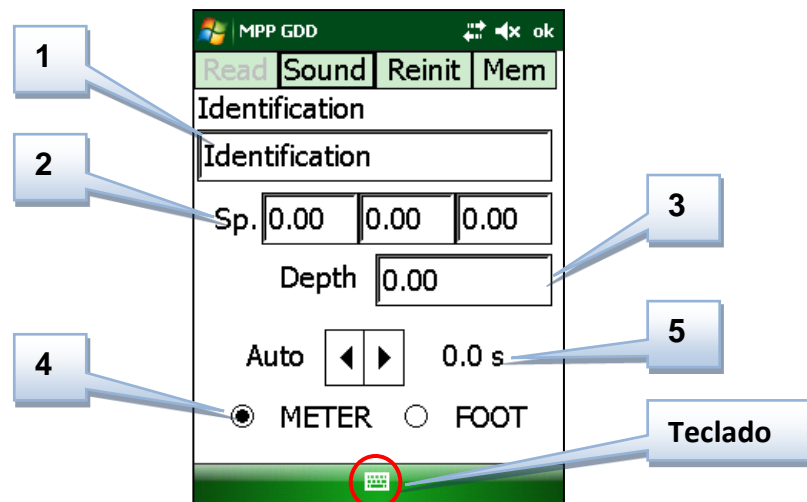 MPP GDD ok
Read Sound Reinit Mem
1
Identification
Identification
2
Sp. 0.00 0.00 0.00
3
Depth 0.00
5
Auto 0.0 s
4
METER FOOT
Teclado